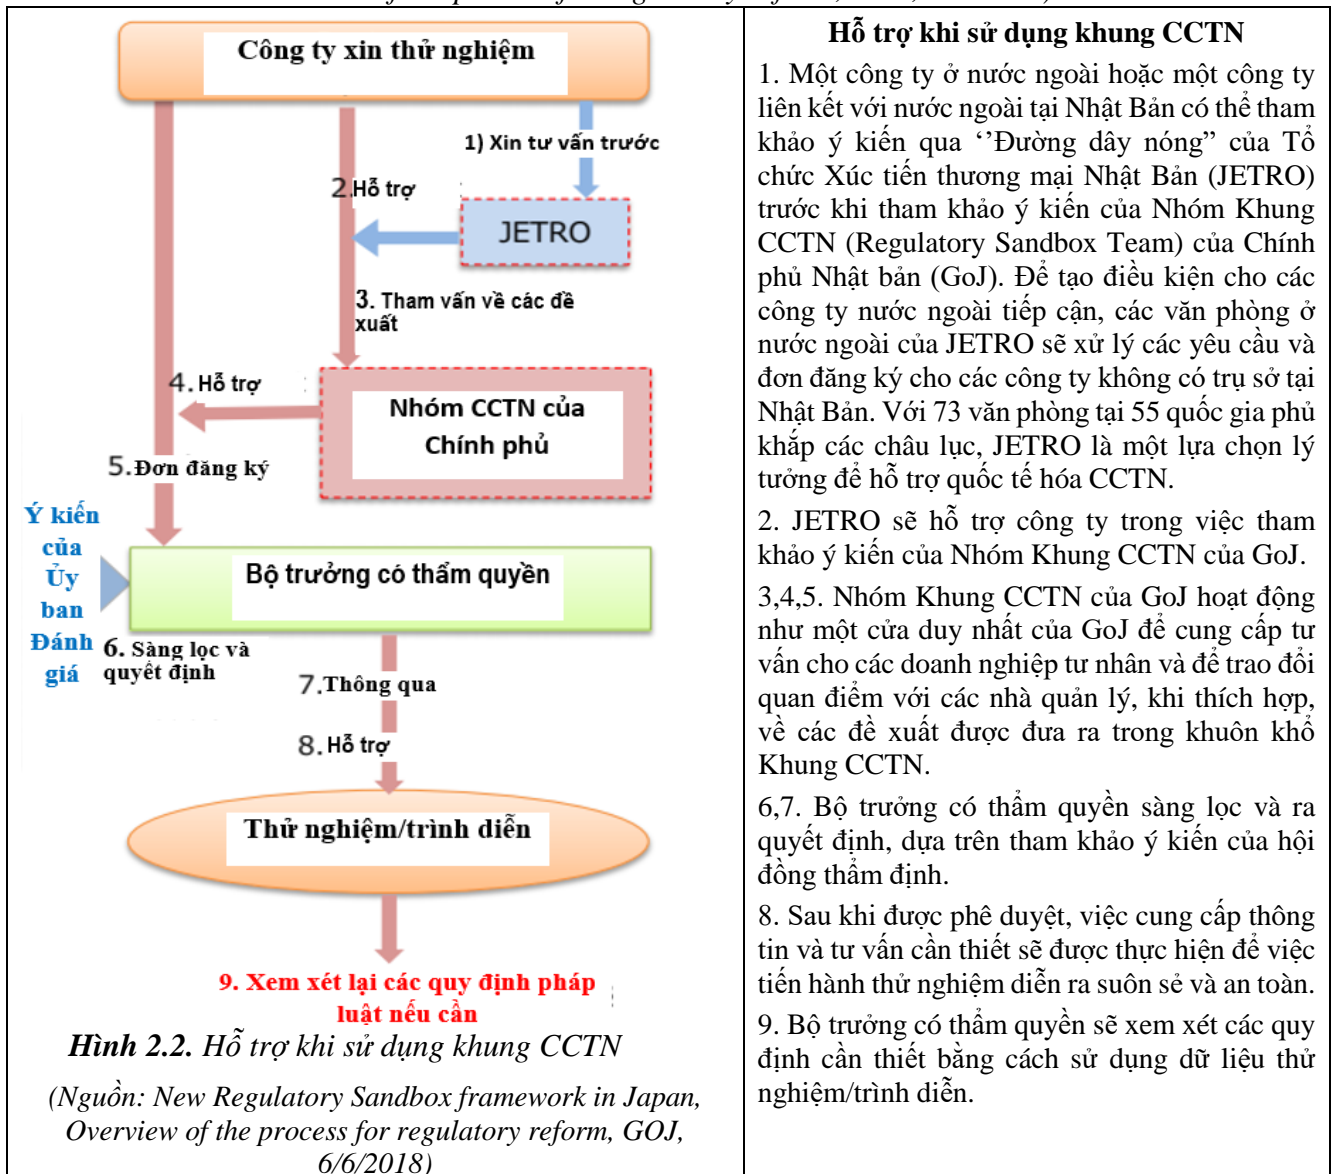 Công ty xin thử nghiệm
1) Xin tư vấn trước
2.Hỗ trợ
JETRO
3. Tham vấn về các đề
xuất
4. Hỗ trợ
Nhóm CCTN của
Chính phủ
5.Đơn đăng ký
Ý kiến
của
Ủy
ban
Đánh
giá
Bộ trưởng có thẩm quyền
6. Sàng lọc và
quyết định
7.Thông qua
8. Hỗ trợ
Thử nghiệm/trình diễn
9. Xem xét lại các quy định pháp
luật nếu cần
Hình 2.2. Hỗ trợ khi sử dụng khung CCTN
(Nguồn: New Regulatory Sandbox framework in Japan,
Overview of the process for regulatory reform, GOJ,
6/6/2018)
Hỗ trợ khi sử dụng khung CCTN
1. Một công ty ở nước ngoài hoặc một công ty
liên kết với nước ngoài tại Nhật Bản có thể tham
khảo ý kiến qua ‘’Đường dây nóng” của Tổ
chức Xúc tiến thương mại Nhật Bản (JETRO)
trước khi tham khảo ý kiến của Nhóm Khung
CCTN (Regulatory Sandbox Team) của Chính
phủ Nhật bản (GoJ). Để tạo điều kiện cho các
công ty nước ngoài tiếp cận, các văn phòng ở
nước ngoài của JETRO sẽ xử lý các yêu cầu và
đơn đăng ký cho các công ty không có trụ sở tại
Nhật Bản. Với 73 văn phòng tại 55 quốc gia phủ
khắp các châu lục, JETRO là một lựa chọn lý
tưởng để hỗ trợ quốc tế hóa CCTN.
2. JETRO sẽ hỗ trợ công ty trong việc tham
khảo ý kiến của Nhóm Khung CCTN của GoJ.
3,4,5. Nhóm Khung CCTN của GoJ hoạt động
như một cửa duy nhất của GoJ để cung cấp tư
vấn cho các doanh nghiệp tư nhân và để trao đổi
quan điểm với các nhà quản lý, khi thích hợp,
về các đề xuất được đưa ra trong khuôn khổ
Khung CCTN.
6,7. Bộ trưởng có thẩm quyền sàng lọc và ra
quyết định, dựa trên tham khảo ý kiến của hội
đồng thẩm định.
8. Sau khi được phê duyệt, việc cung cấp thông
tin và tư vấn cần thiết sẽ được thực hiện để việc
tiến hành thử nghiệm diễn ra suôn sẻ và an toàn.
9. Bộ trưởng có thẩm quyền sẽ xem xét các quy
định cần thiết bằng cách sử dụng dữ liệu thử
nghiệm/trình diễn.